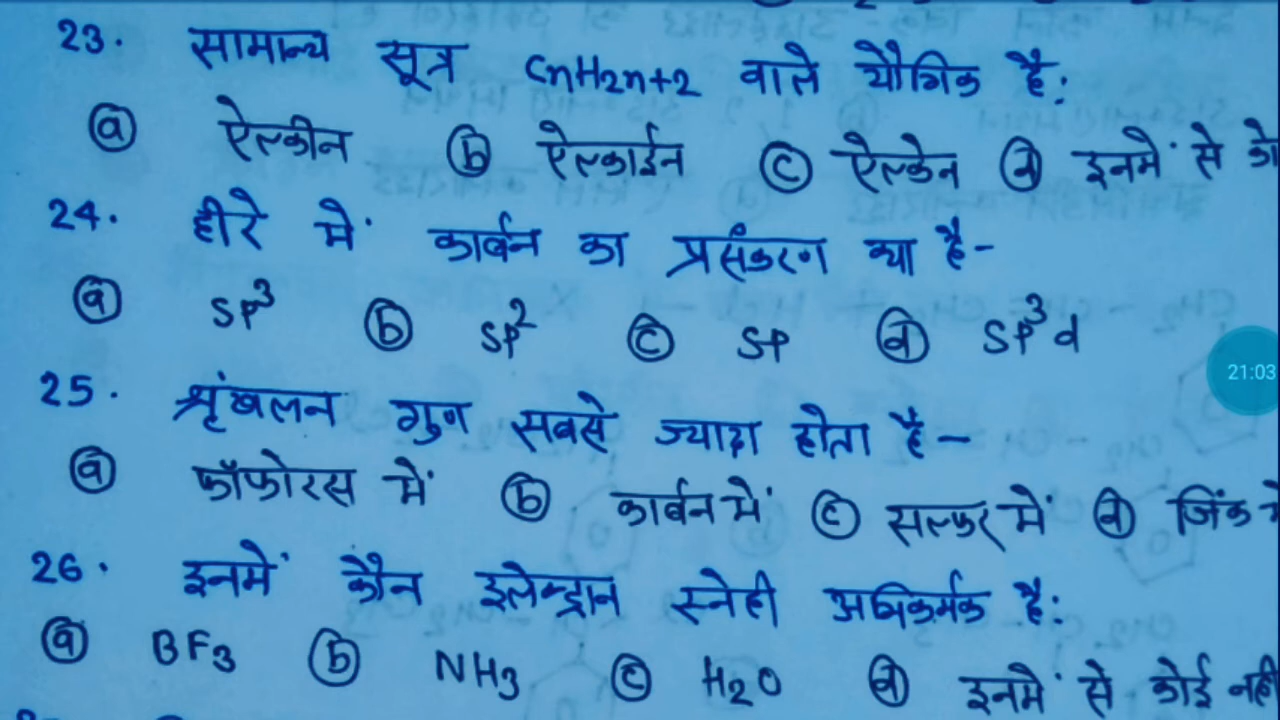 23. सामान्य सूत्र CnH2n+2 वाले यौगिक है:
ⓐ ऐल्कीन ⓑ ऐल्काईन ⓒ ऐल्केन ⓓ इनमें से को
24. हीरे में कार्बन का प्रसंकरण क्या है-
ⓐ SP³ ⓑ SP² ⓒ SP ⓓ SP³d
25. श्रृंखलन गुण सबसे ज्यादा होता है-
ⓐ फॉफोरस में ⓑ कार्बन में ⓒ सल्फर में ⓓ जिंक मे
21:03
26. इनमें कौन इलेक्ट्रान स्नेही अभिकर्मक है:
ⓐ BF3 ⓑ NH3 ⓒ H2O ⓓ इनमें से कोई नही